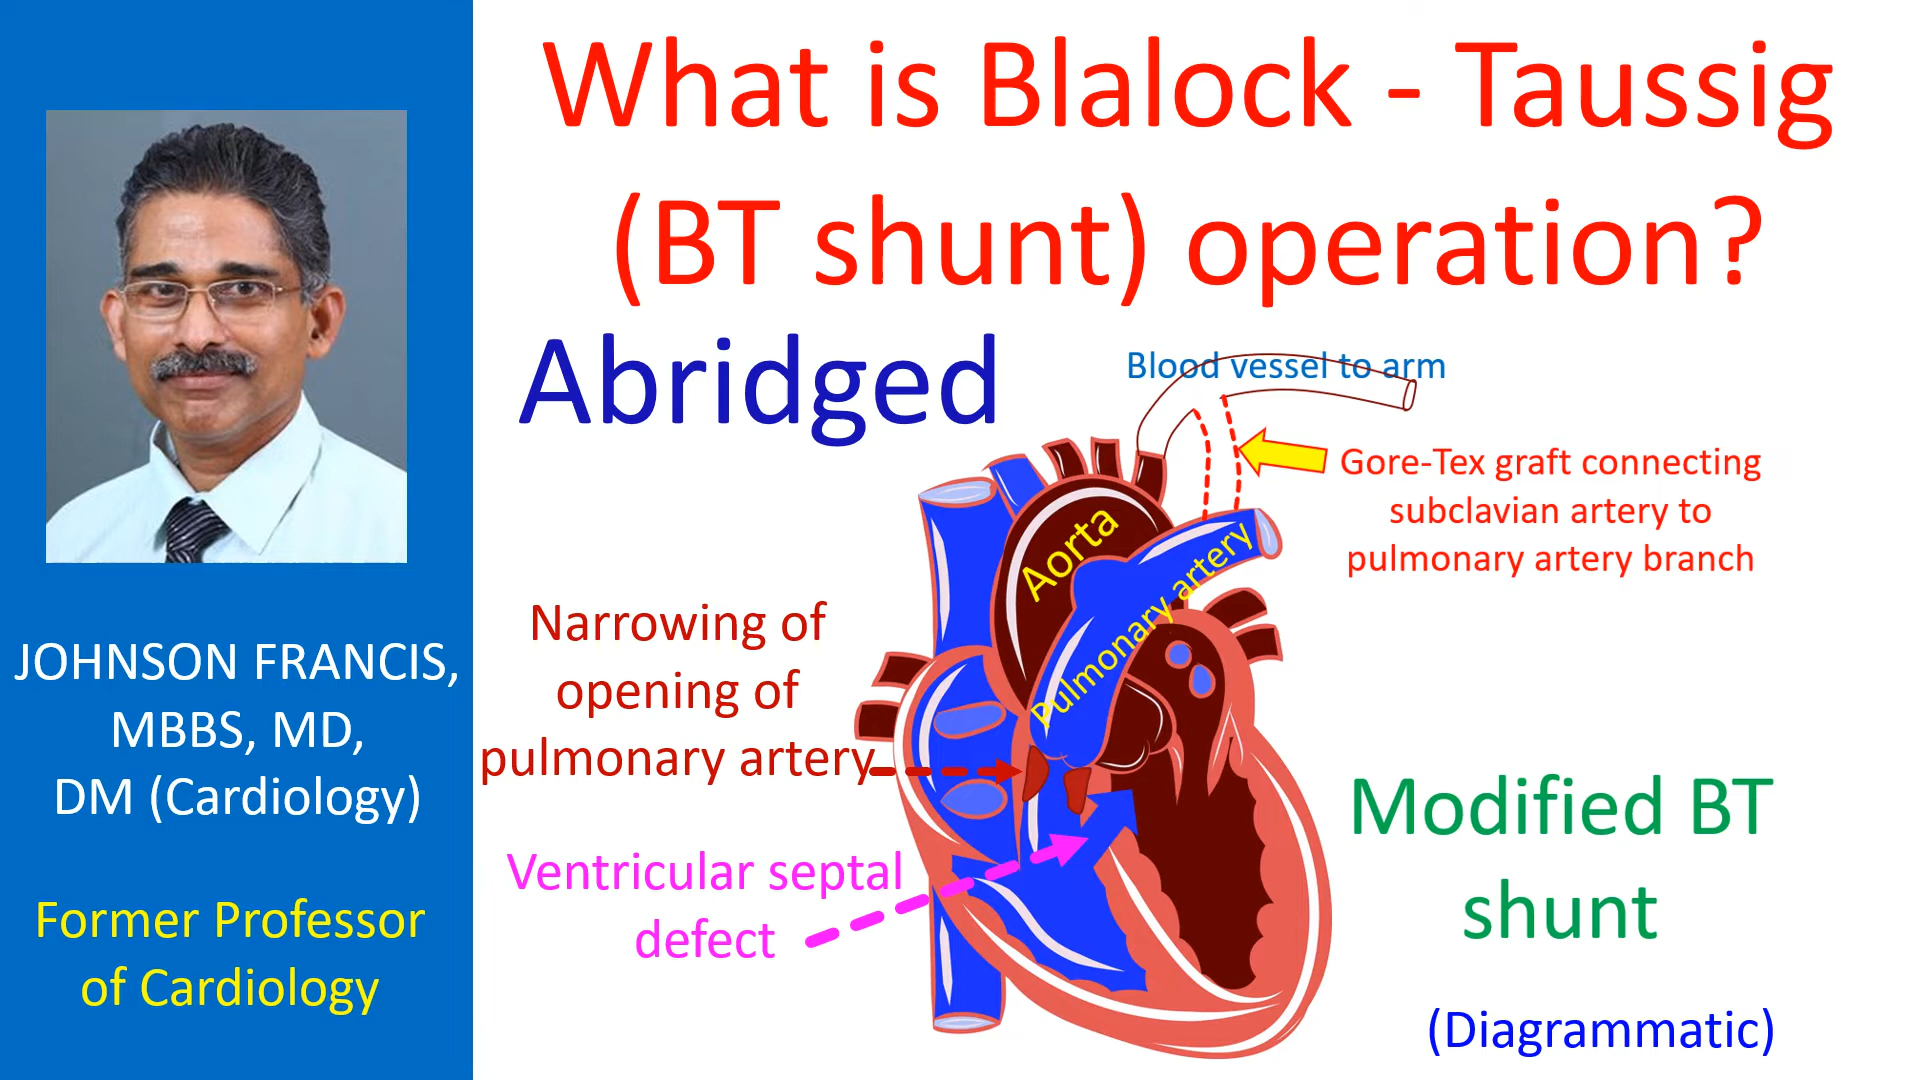 What is Blalock - Taussig
(BT shunt) operation?
Abridged
Blood vessel to arm
Gore-Tex graft connecting
subclavian artery to
pulmonary artery branch
Aorta
Pulmonary artery
Narrowing of
opening of
pulmonary artery
Ventricular septal
defect
Modified BT
shunt
(Diagrammatic)
JOHNSON FRANCIS,
MBBS, MD,
DM (Cardiology)
Former Professor
of Cardiology